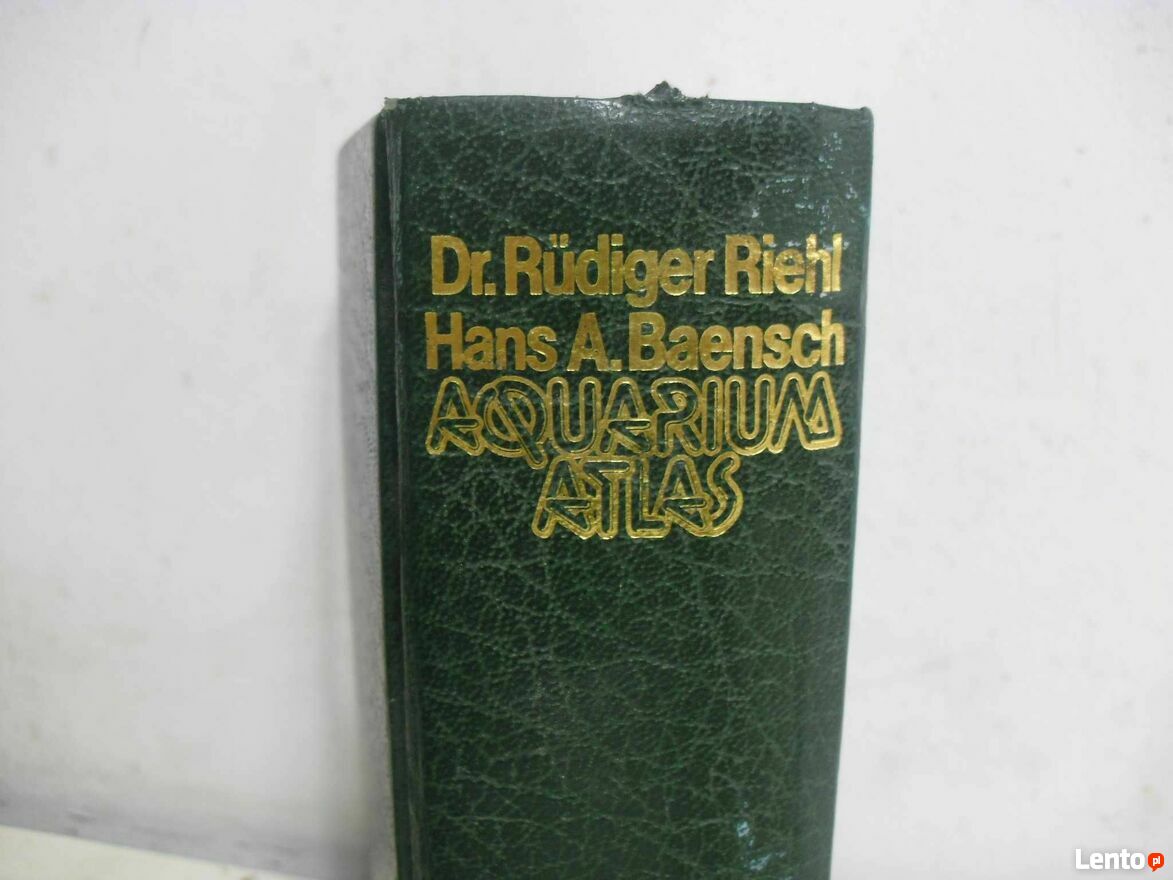 Dr. Rüdiger Riehl
Hans A. Baensch
AQUARIUM
ATLAS
Lento.pl